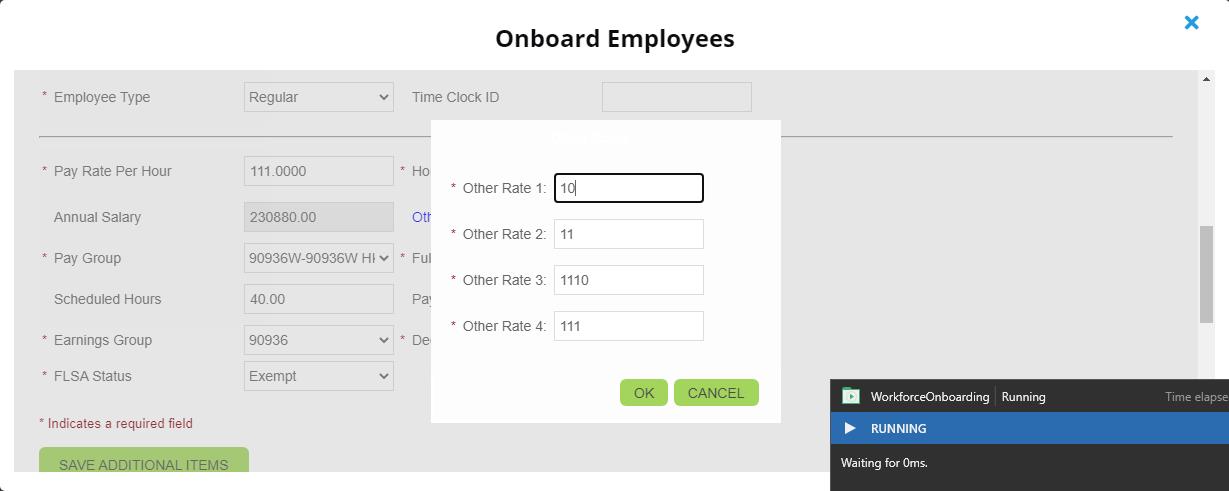 Onboard Employees
* Employee Type Regular Time Clock ID
* Pay Rate Per Hour 111.0000 * Ho
Annual Salary 230880.00 Oth
* Pay Group 90936W-90936W * Ful
Scheduled Hours 40.00 Pay
* Earnings Group 90936 * De
* FLSA Status Exempt
* Indicates a required field
SAVE ADDITIONAL ITEMS
* Other Rate 1: 10
* Other Rate 2: 11
* Other Rate 3: 1110
* Other Rate 4: 111
OK CANCEL
WorkforceOnboarding Running Time elapse
RUNNING
Waiting for 0ms.